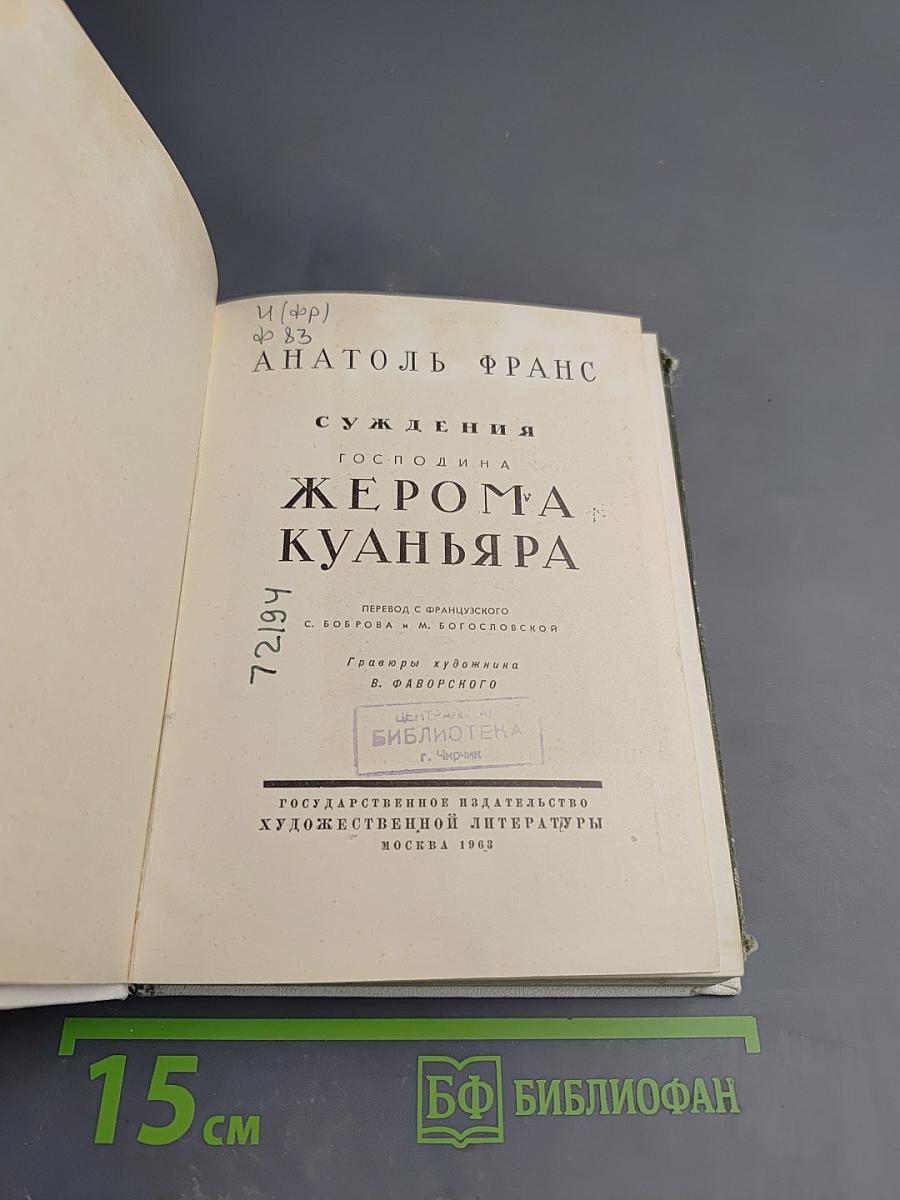 И(фр)
Ф 83
АНАТОЛЬ ФРАНС
СУЖДЕНИЯ
ГОСПОДИНА
ЖЕРОМА
КУАНЬЯРА
72194
ПЕРЕВОД С ФРАНЦУЗСКОГО
С. БОБРОВА и М. БОГОСЛОВСКОЙ
Гравюры художника
В. ФАВОРСКОГО
ЦЕНТРАЛЬНАЯ
БИБЛИОТЕКА
г. Чирчик
ГОСУДАРСТВЕННОЕ ИЗДАТЕЛЬСТВО
ХУДОЖЕСТВЕННОЙ ЛИТЕРАТУРЫ
МОСКВА 1963
15 см
БФ БИБЛИОФАН